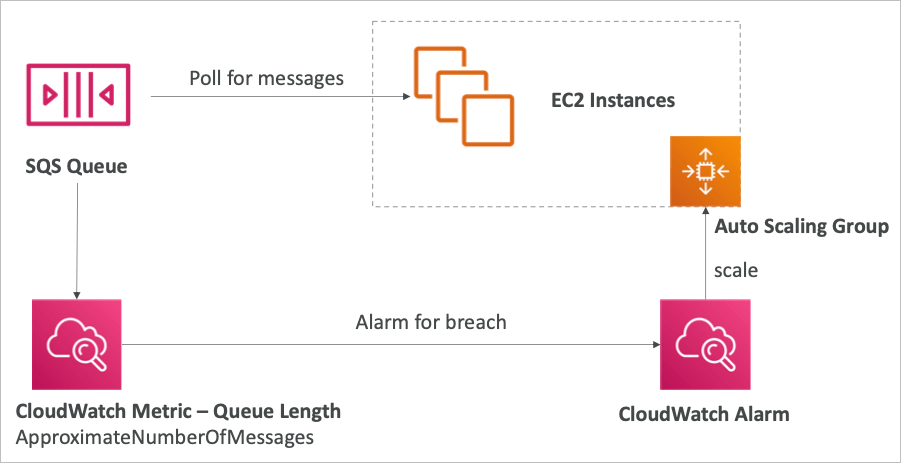 Poll for messages
EC2 Instances
SQS Queue
Auto Scaling Group
scale
Alarm for breach
CloudWatch Metric – Queue Length
ApproximateNumberOfMessages
CloudWatch Alarm